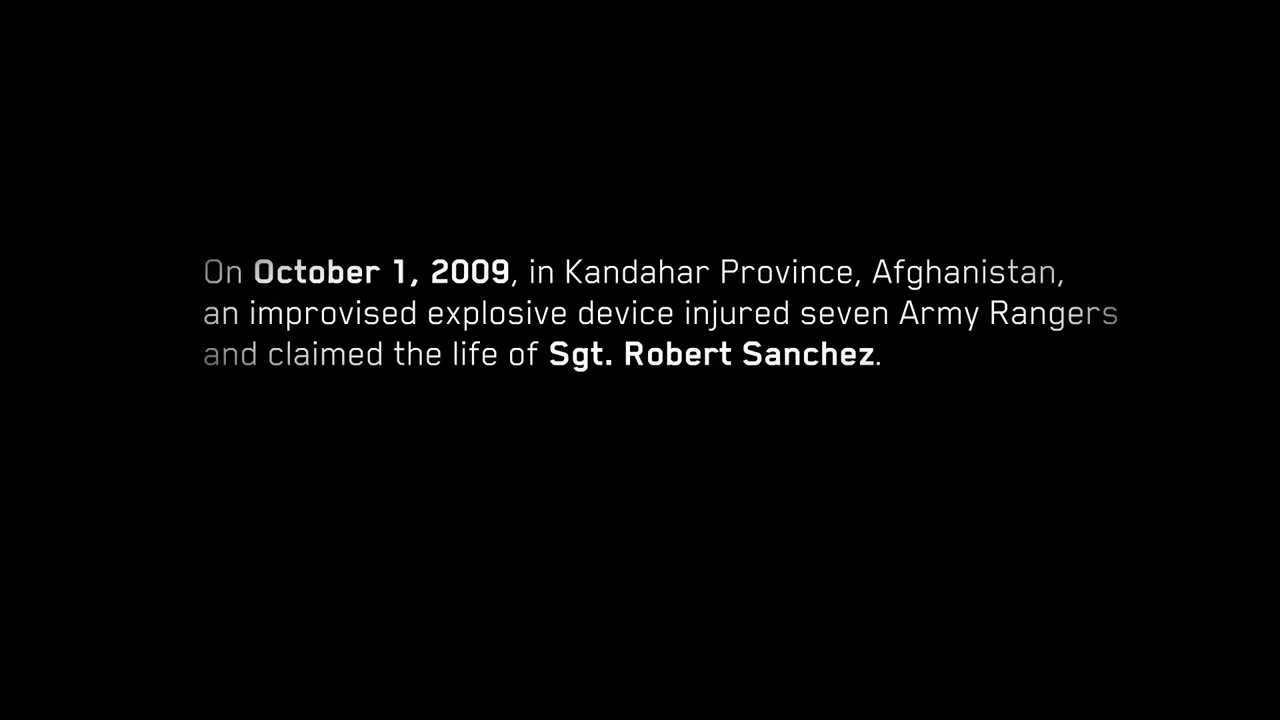 On October 1, 2009, in Kandahar Province, Afghanistan,
an improvised explosive device injured seven Army Rangers
and claimed the life of Sgt. Robert Sanchez.